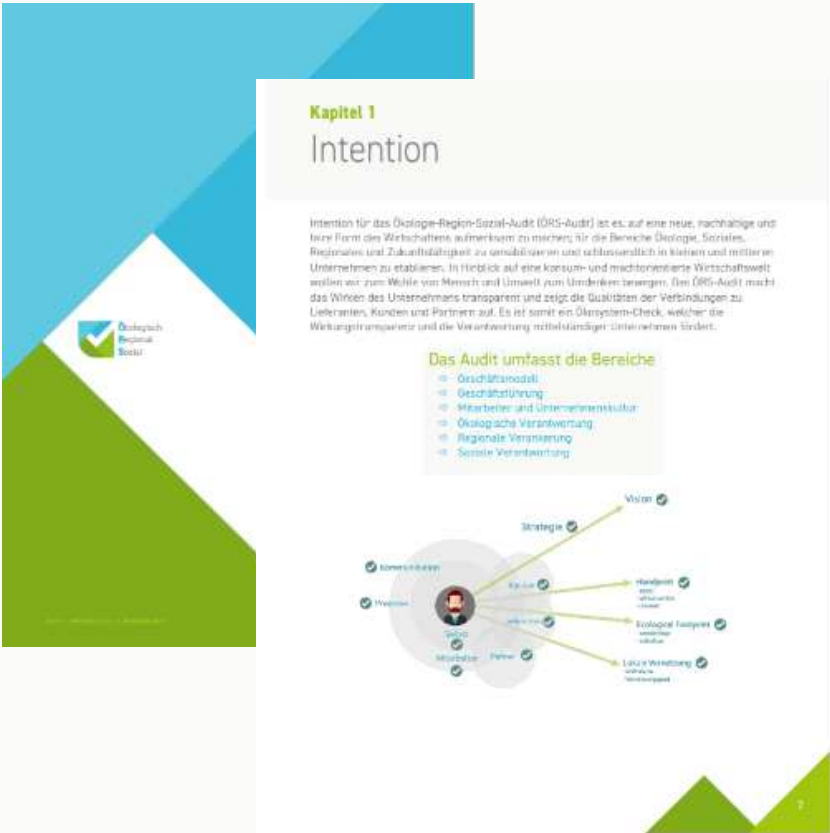 Ökologisch
Regional
Sozial
Kapitel 1
Intention
Intention für das Ökologie-Region-Sozial-Audit (ÖRS-Audit) ist es, auf eine neue, nachhaltige und
faire Form des Wirtschaftens aufmerksam zu machen; für die Bereiche Ökologie, Soziales,
Regionales und Zukunftsfähigkeit zu sensibilisieren und schlussendlich in kleinen und mittleren
Unternehmen zu etablieren. In Hinblick auf eine konsum- und machtorientierte Wirtschaftswelt
wollen wir zum Wohle von Mensch und Umwelt zum Umdenken bewegen. Das ÖRS-Audit macht
das Wirken des Unternehmens transparent und zeigt die Qualitäten der Verbindungen zu
Lieferanten, Kunden und Partnern auf. Es ist somit ein Ökosystem-Check, welcher die
Wirkungstransparenz und die Verantwortung mittelständiger Unternehmen fördert.
Das Audit umfasst die Bereiche
Geschäftsmodell
Geschäftsführung
Mitarbeiter und Unternehmenskultur
Ökologische Verantwortung
Regionale Verankerung
Soziale Verantwortung
Vision
Strategie
Kommunikation
Prozesse
Handprint
Ecological Footprint
Lokale Vernetzung
Mitarbeiter
Partner
2